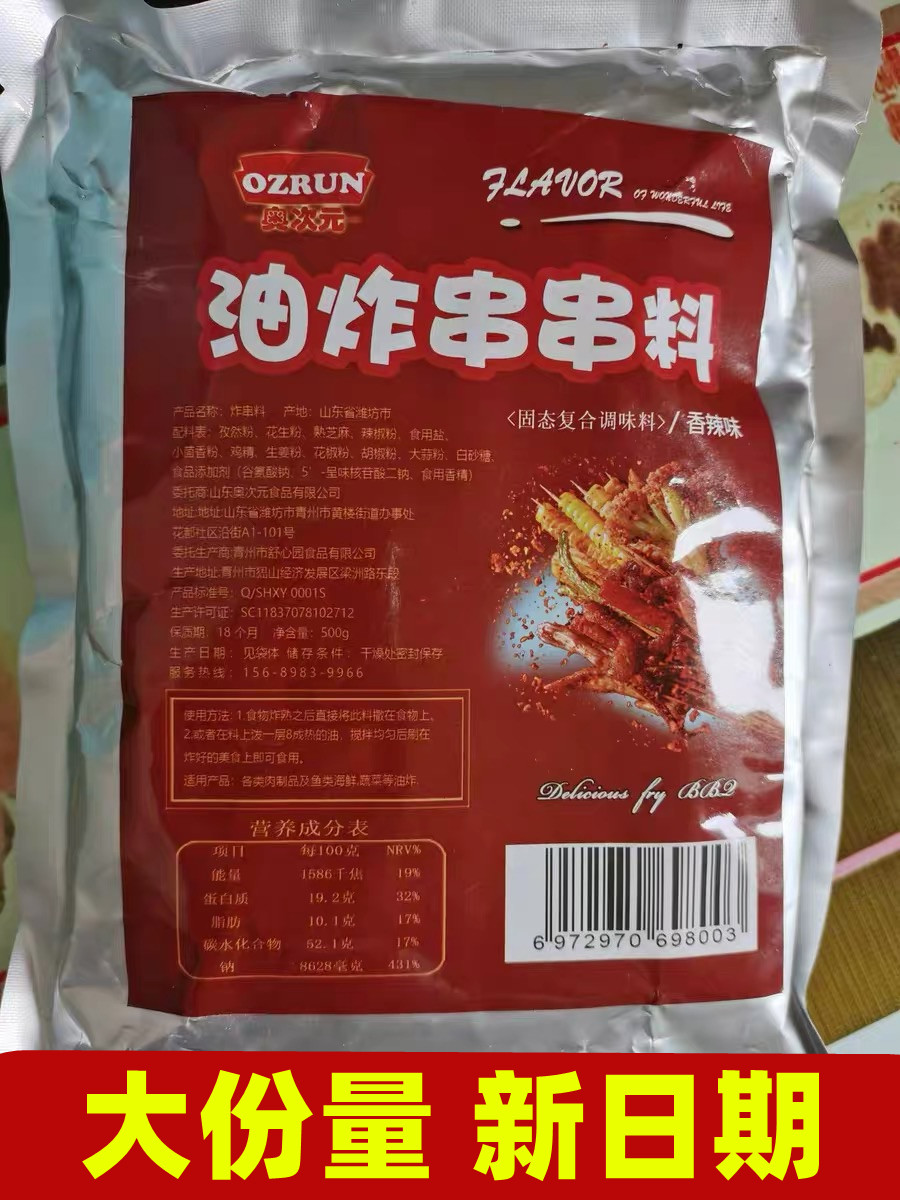 OZRUN
奥次元
FLAVOR OF WONDERFUL LIFE
油炸串串料
<固态复合调味料>/香辣味
产品名称：炸串料 产地：山东省潍坊市
配料表：孜然粉、花生粉、熟芝麻、辣椒粉、食用盐、
小茴香粉、鸡精、生姜粉、花椒粉、胡椒粉、大蒜粉、白砂糖、
食品添加剂（谷氨酸钠、5'-呈味核苷酸二钠、食用香精）
委托商:山东奥次元食品有限公司
地址:地址:山东省潍坊市青州市黄楼街道办事处
花都社区沿街A1-101号
委托生产商:青州市舒心园食品有限公司
生产地址:青州市弥山经济发展区梁洲路东段
产品标准号：Q/SHXY 0001S
生产许可证：SC11837078102712
保质期：18个月 净含量：500g
生产日期：见袋体 储存条件：干燥处密封保存
服务热线：156-8983-9966
使用方法：1.食物炸熟之后直接将此料撒在食物上。
2.或者在料上泼一层8成热的油、搅拌均匀后刷在
炸好的美食上即可食用。
适用产品：各类肉制品及鱼类海鲜,蔬菜等油炸.
Delicious fry BBQ
营养成分表
项目 每100克 NRV%
能量 1586千焦 19%
蛋白质 19.2克 32%
脂肪 10.1克 17%
碳水化合物 52.1克 17%
钠 8628毫克 431%
6 972970 698003
大份量 新日期